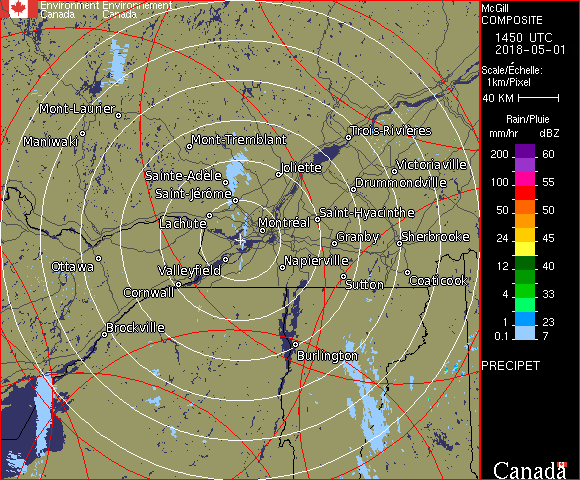 Environment Environnement
Canada Canada
McGill
COMPOSITE
1450 UTC
2018-05-01
Scale/Échelle:
1km/Pixel
40 KM
Rain/Pluie
mm/hr dBZ
200 60
100 55
50 50
24 45
12 40
4 33
1 23
0.1 7
PRECIPET
Canada
Mont-Laurier
Maniwaki
Mont-Tremblant
Trois-Rivières
Sainte-Adèle
Joliette
Victoriaville
Saint-Jérôme
Drummondville
Lachute
Montréal
Saint-Hyacinthe
Granby
Sherbrooke
Ottawa
Valleyfield
Napierville
Cornwall
Sutton
Coaticook
Brockville
Burlington